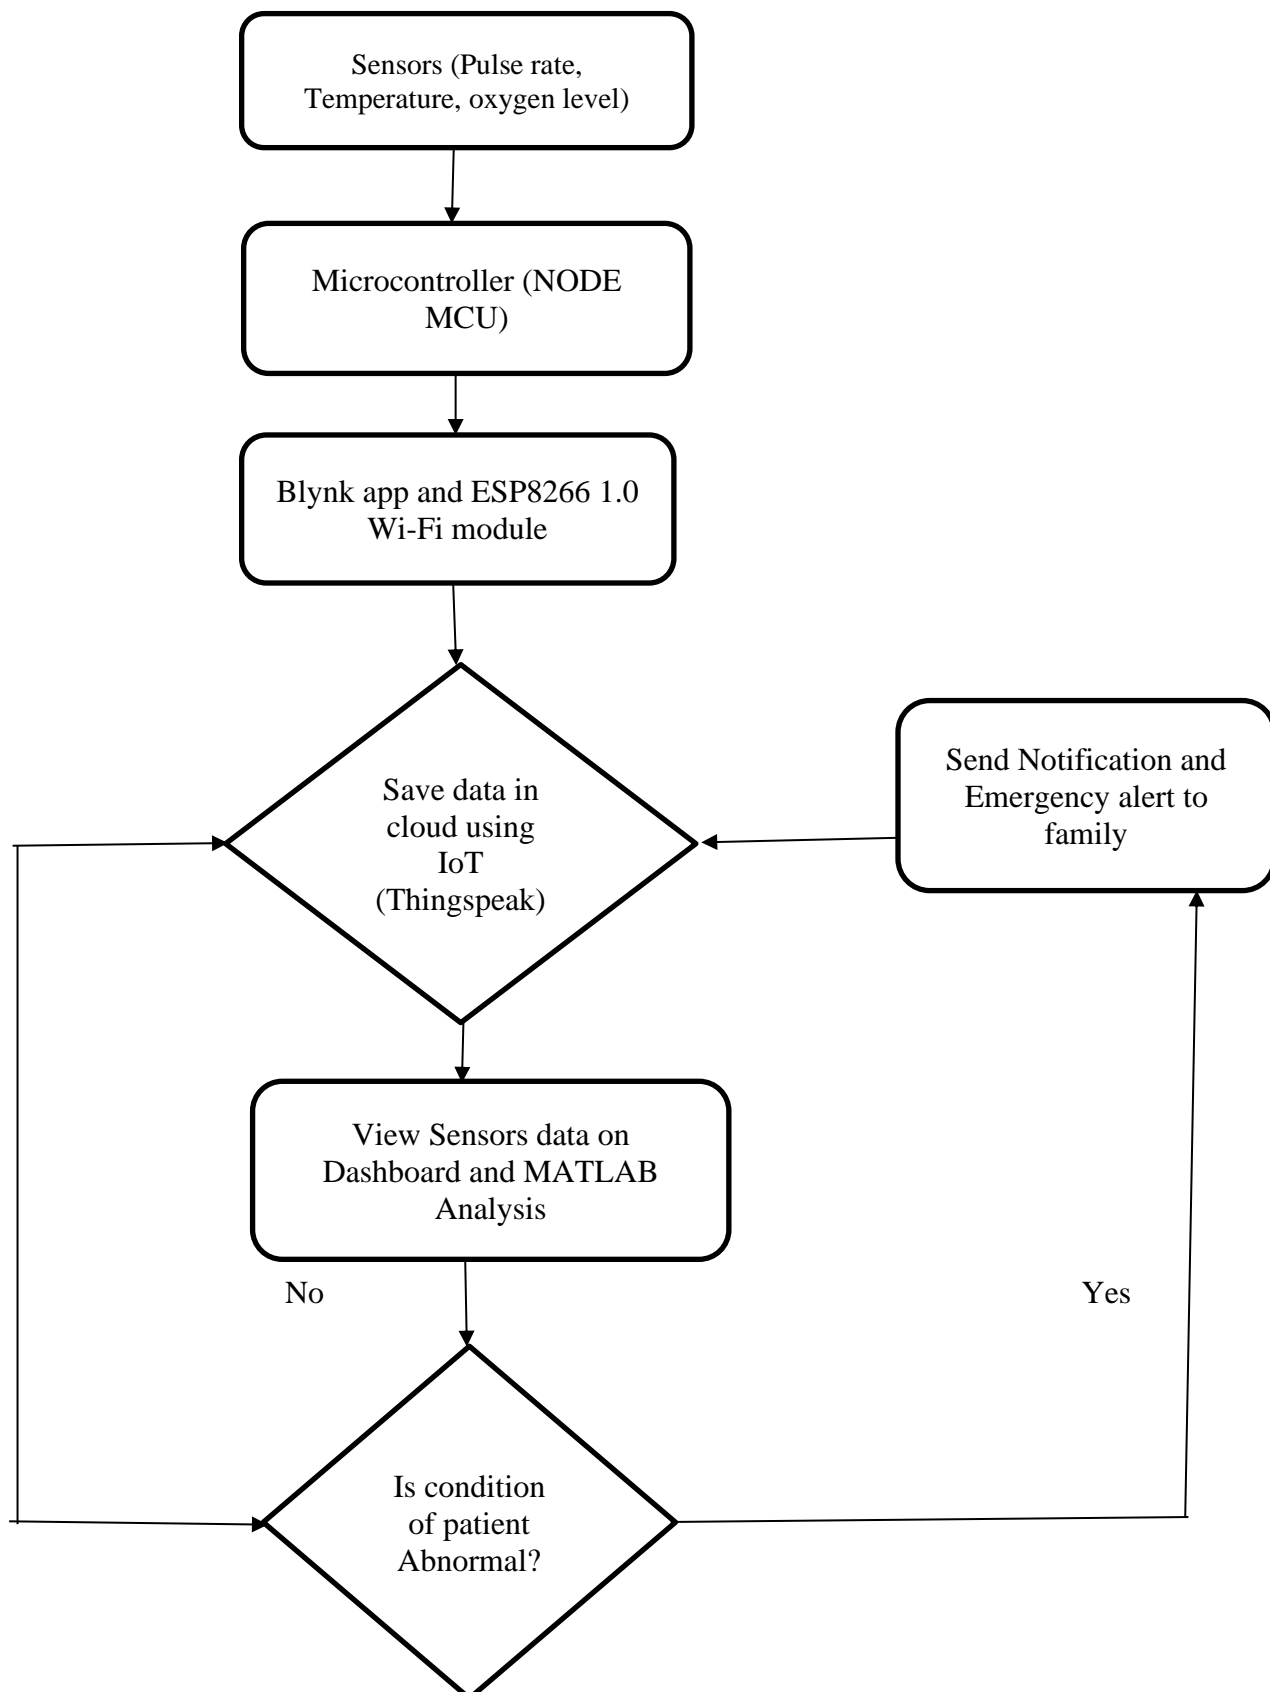 Sensors (Pulse rate,
Temperature, oxygen level)
Microcontroller (NODE
MCU)
Blynk app and ESP8266 1.0
Wi-Fi module
Save data in
cloud using
IoT
(Thingspeak)
Send Notification and
Emergency alert to
family
View Sensors data on
Dashboard and MATLAB
Analysis
No
Yes
Is condition
of patient
Abnormal?